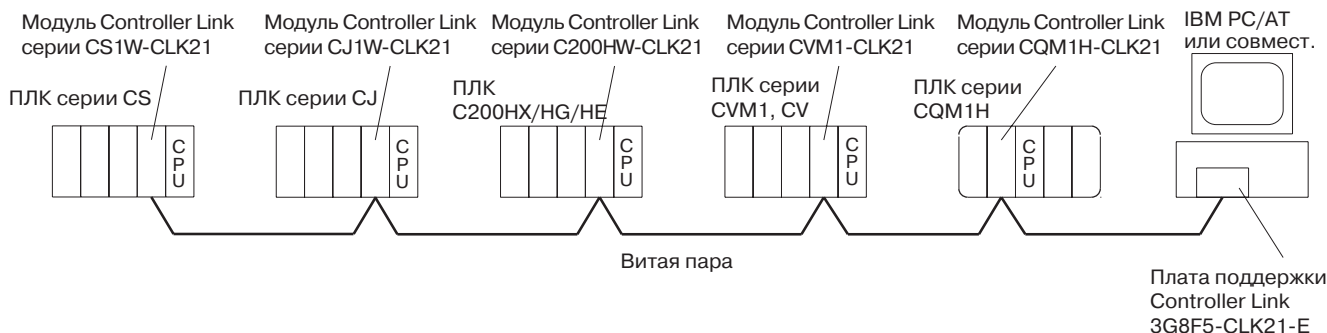 Модуль Controller Link
серии CS1W-CLK21
Модуль Controller Link
серии CJ1W-CLK21
Модуль Controller Link
серии C200HW-CLK21
Модуль Controller Link
серии CVM1-CLK21
Модуль Controller Link
серии CQM1H-CLK21
IBM PC/AT
или совмест.
ПЛК серии CS
ПЛК серии CJ
ПЛК
C200HX/HG/HE
ПЛК серии
CVM1, CV
ПЛК серии
CQM1H
CPU
CPU
CPU
CPU
CPU
Витая пара
Плата поддержки
Controller Link
3G8F5-CLK21-E